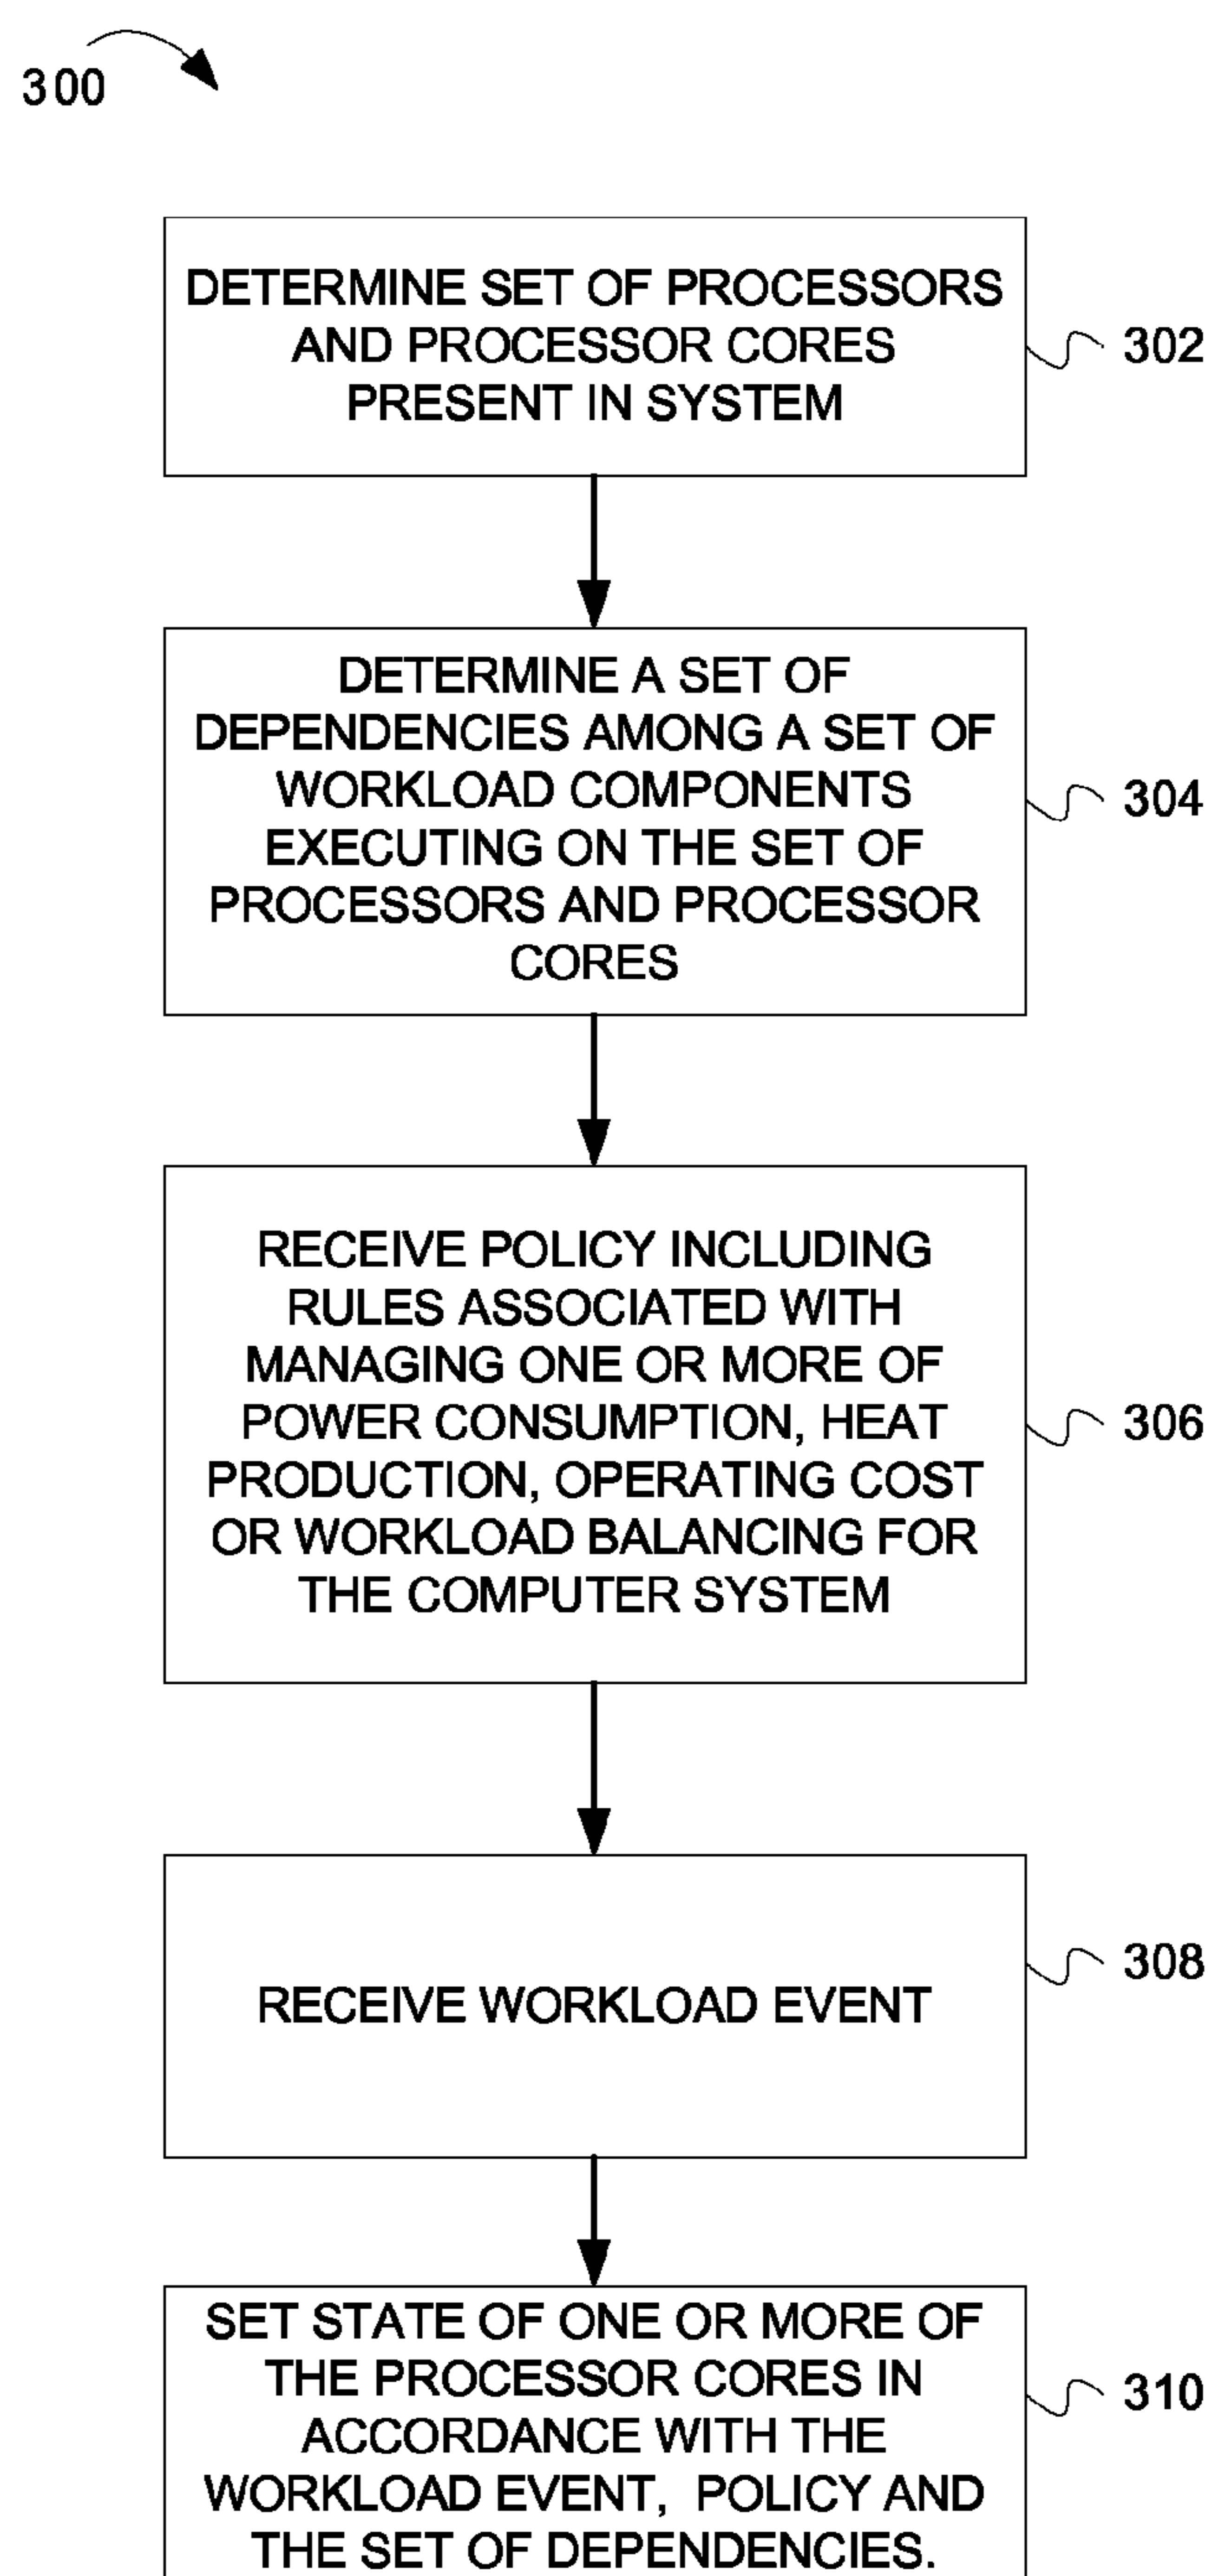 300
DETERMINE SET OF PROCESSORS
AND PROCESSOR CORES
PRESENT IN SYSTEM
302
DETERMINE A SET OF
DEPENDENCIES AMONG A SET OF
WORKLOAD COMPONENTS
EXECUTING ON THE SET OF
PROCESSORS AND PROCESSOR
CORES
304
RECEIVE POLICY INCLUDING
RULES ASSOCIATED WITH
MANAGING ONE OR MORE OF
POWER CONSUMPTION, HEAT
PRODUCTION, OPERATING COST
OR WORKLOAD BALANCING FOR
THE COMPUTER SYSTEM
306
RECEIVE WORKLOAD EVENT
308
SET STATE OF ONE OR MORE OF
THE PROCESSOR CORES IN
ACCORDANCE WITH THE
WORKLOAD EVENT, POLICY AND
THE SET OF DEPENDENCIES.
310